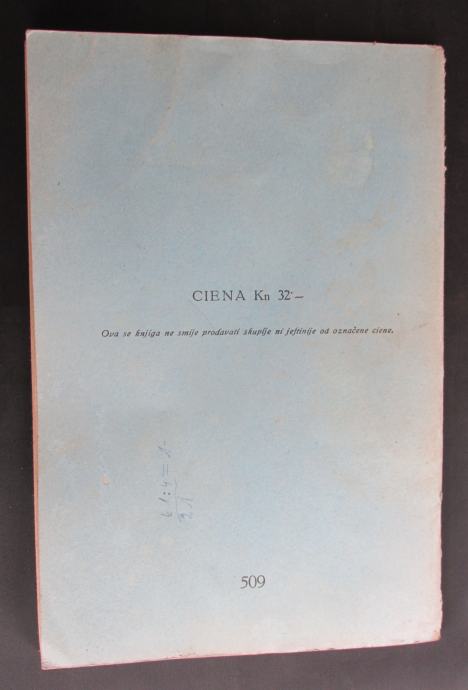 CIENA Kn 32·—
Ova se knjiga ne smije prodavati skuplje ni jeftinije od označene ciene.
509